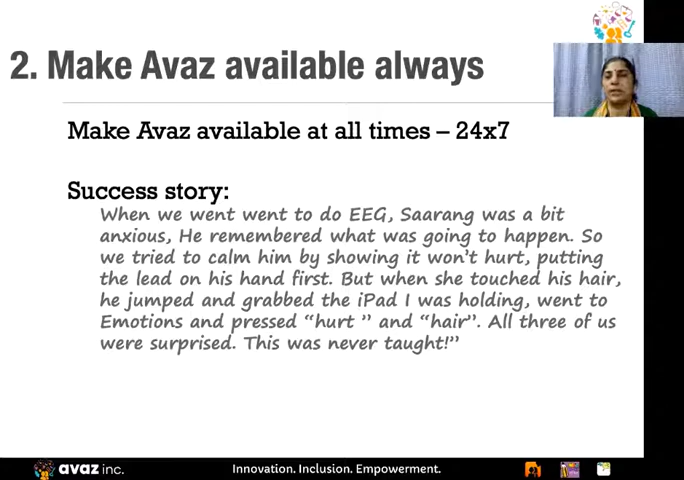 2. Make Avaz available always
Make Avaz available at all times – 24x7
Success story:
When we went went to do EEG, Saarang was a bit
anxious, He remembered what was going to happen. So
we tried to calm him by showing it won't hurt, putting
the lead on his hand first. But when she touched his hair,
he jumped and grabbed the iPad I was holding, went to
Emotions and pressed “hurt ” and “hair”. All three of us
were surprised. This was never taught!”
avaz inc.
Innovation. Inclusion. Empowerment.